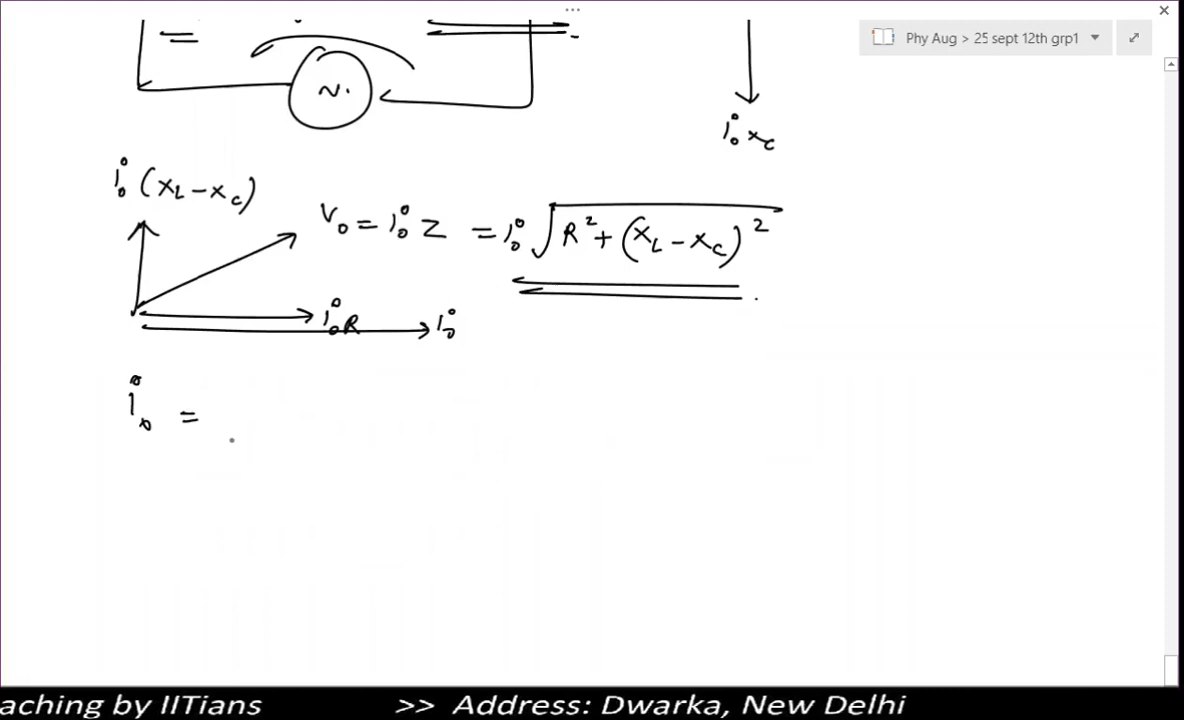 Phy Aug > 25 sept 12th grp1
~.
i₀ x_C
i₀ (x_L - x_C)
V₀ = i₀ Z = i₀ √(R² + (x_L - x_C)²)
i₀R
i₀
i₀ =
aching by IITians >> Address: Dwarka, New Delhi